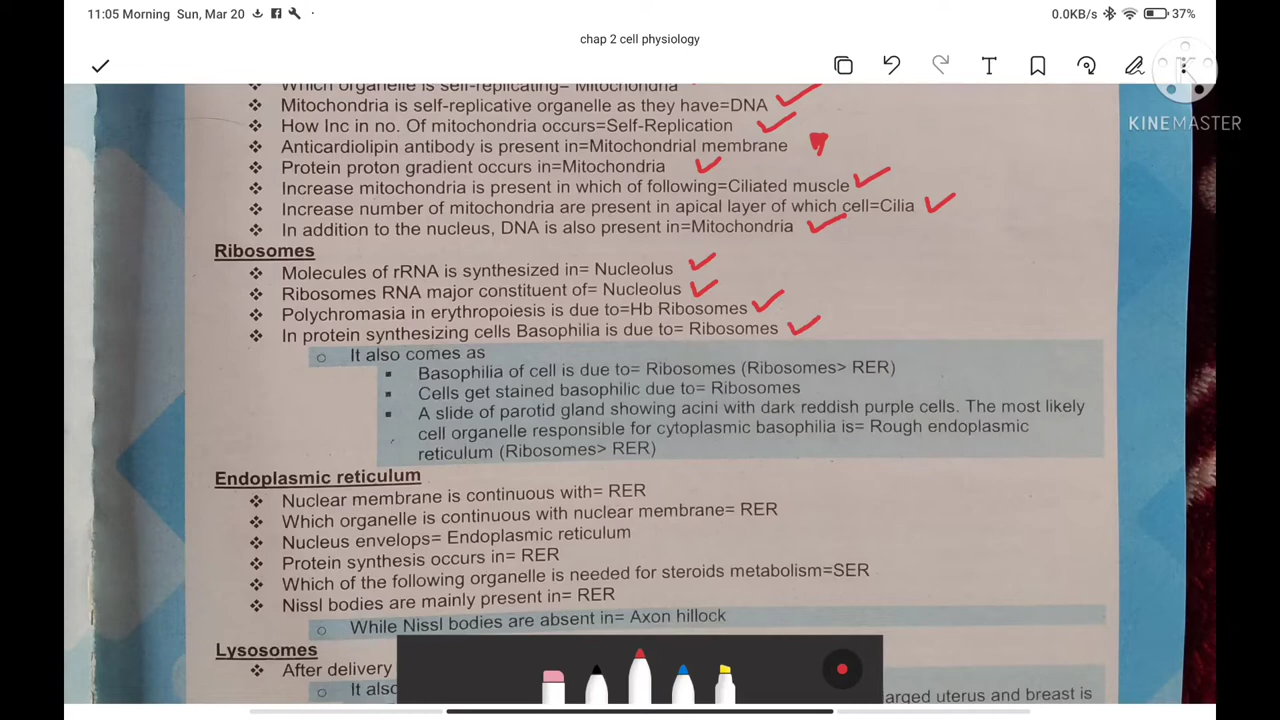 11:05 Morning Sun, Mar 20
0.0KB/s 37%
chap 2 cell physiology
T
KINEMASTER
Which organelle is self-replicating= Mitochondria
❖ Mitochondria is self-replicative organelle as they have=DNA
❖ How Inc in no. Of mitochondria occurs=Self-Replication
❖ Anticardiolipin antibody is present in=Mitochondrial membrane
❖ Protein proton gradient occurs in=Mitochondria
❖ Increase mitochondria is present in which of following=Ciliated muscle
❖ Increase number of mitochondria are present in apical layer of which cell=Cilia
❖ In addition to the nucleus, DNA is also present in=Mitochondria
Ribosomes
❖ Molecules of rRNA is synthesized in= Nucleolus
❖ Ribosomes RNA major constituent of= Nucleolus
❖ Polychromasia in erythropoiesis is due to=Hb Ribosomes
❖ In protein synthesizing cells Basophilia is due to= Ribosomes
o It also comes as
▪ Basophilia of cell is due to= Ribosomes (Ribosomes> RER)
▪ Cells get stained basophilic due to= Ribosomes
▪ A slide of parotid gland showing acini with dark reddish purple cells. The most likely
cell organelle responsible for cytoplasmic basophilia is= Rough endoplasmic
reticulum (Ribosomes> RER)
Endoplasmic reticulum
❖ Nuclear membrane is continuous with= RER
❖ Which organelle is continuous with nuclear membrane= RER
❖ Nucleus envelops= Endoplasmic reticulum
❖ Protein synthesis occurs in= RER
❖ Which of the following organelle is needed for steroids metabolism=SER
❖ Nissl bodies are mainly present in= RER
o While Nissl bodies are absent in= Axon hillock
Lysosomes
❖ After delivery
o It also
uterus and breast is